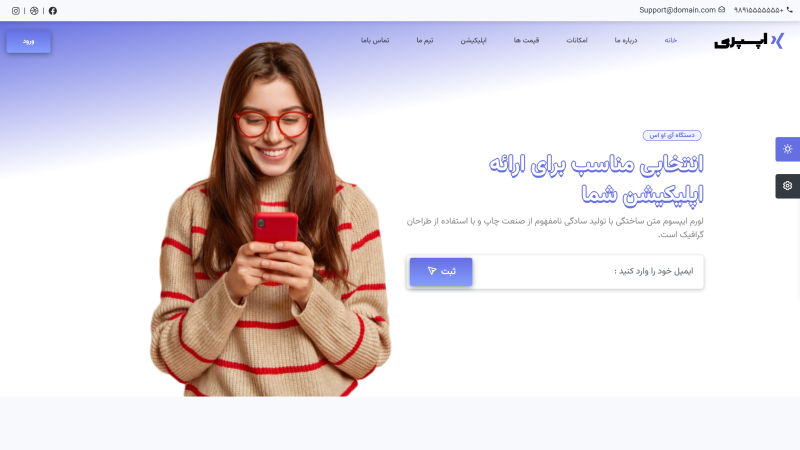 +۹۸۹۱۵۵۵۵۵۵۵
Support@domain.com
اپسری
خانه
درباره ما
امکانات
قیمت ها
اپلیکیشن
تیم ما
تماس باما
ورود
دستگاه آی او اس
انتخابی مناسب برای ارائه
اپلیکیشن شما
لورم ایپسوم متن ساختگی با تولید سادگی نامفهوم از صنعت چاپ و با استفاده از طراحان
گرافیک است.
ایمیل خود را وارد کنید :
ثبت